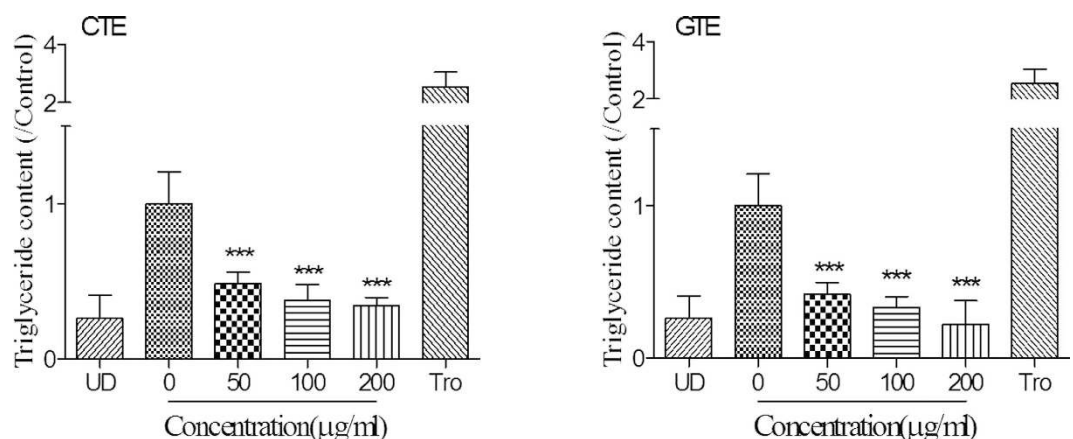 CTE
Triglyceride content (/Control)
4
2
1
0
***
***
***
UD 0 50 100 200 Tro
Concentration(μg/ml)
GTE
Triglyceride content (/Control)
4
2
1
0
***
***
***
UD 0 50 100 200 Tro
Concentration(μg/ml)